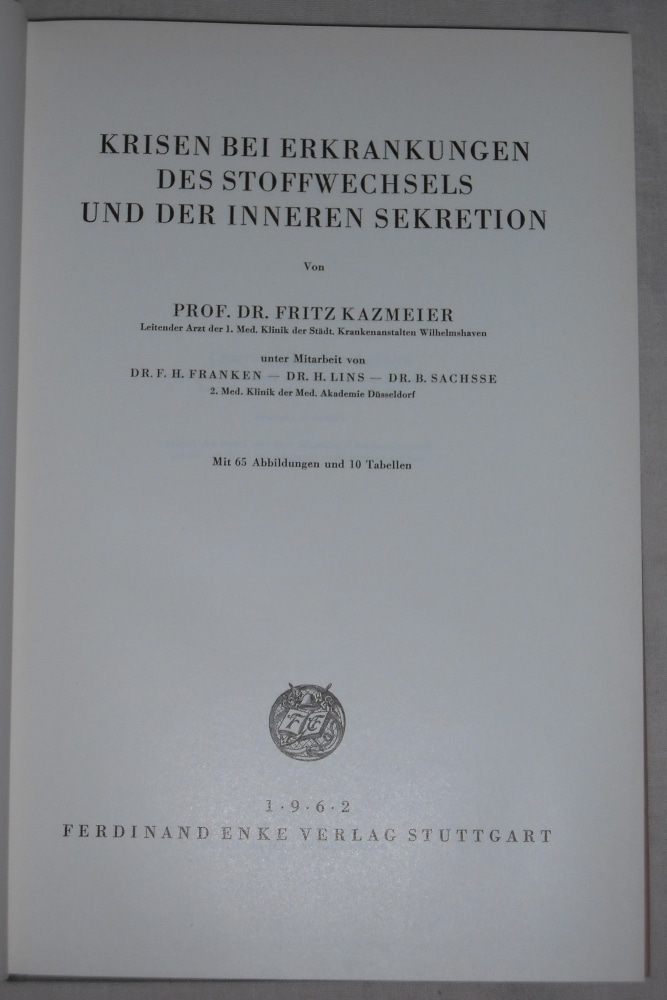 KRISEN BEI ERKRANKUNGEN
DES STOFFWECHSELS
UND DER INNEREN SEKRETION
Von
PROF. DR. FRITZ KAZMEIER
Leitender Arzt der 1. Med. Klinik der Städt. Krankenanstalten Wilhelmshaven
unter Mitarbeit von
DR. F. H. FRANKEN — DR. H. LINS — DR. B. SACHSSE
2. Med. Klinik der Med. Akademie Düsseldorf
Mit 65 Abbildungen und 10 Tabellen
F E
1 · 9 · 6 · 2
FERDINAND ENKE VERLAG STUTTGART